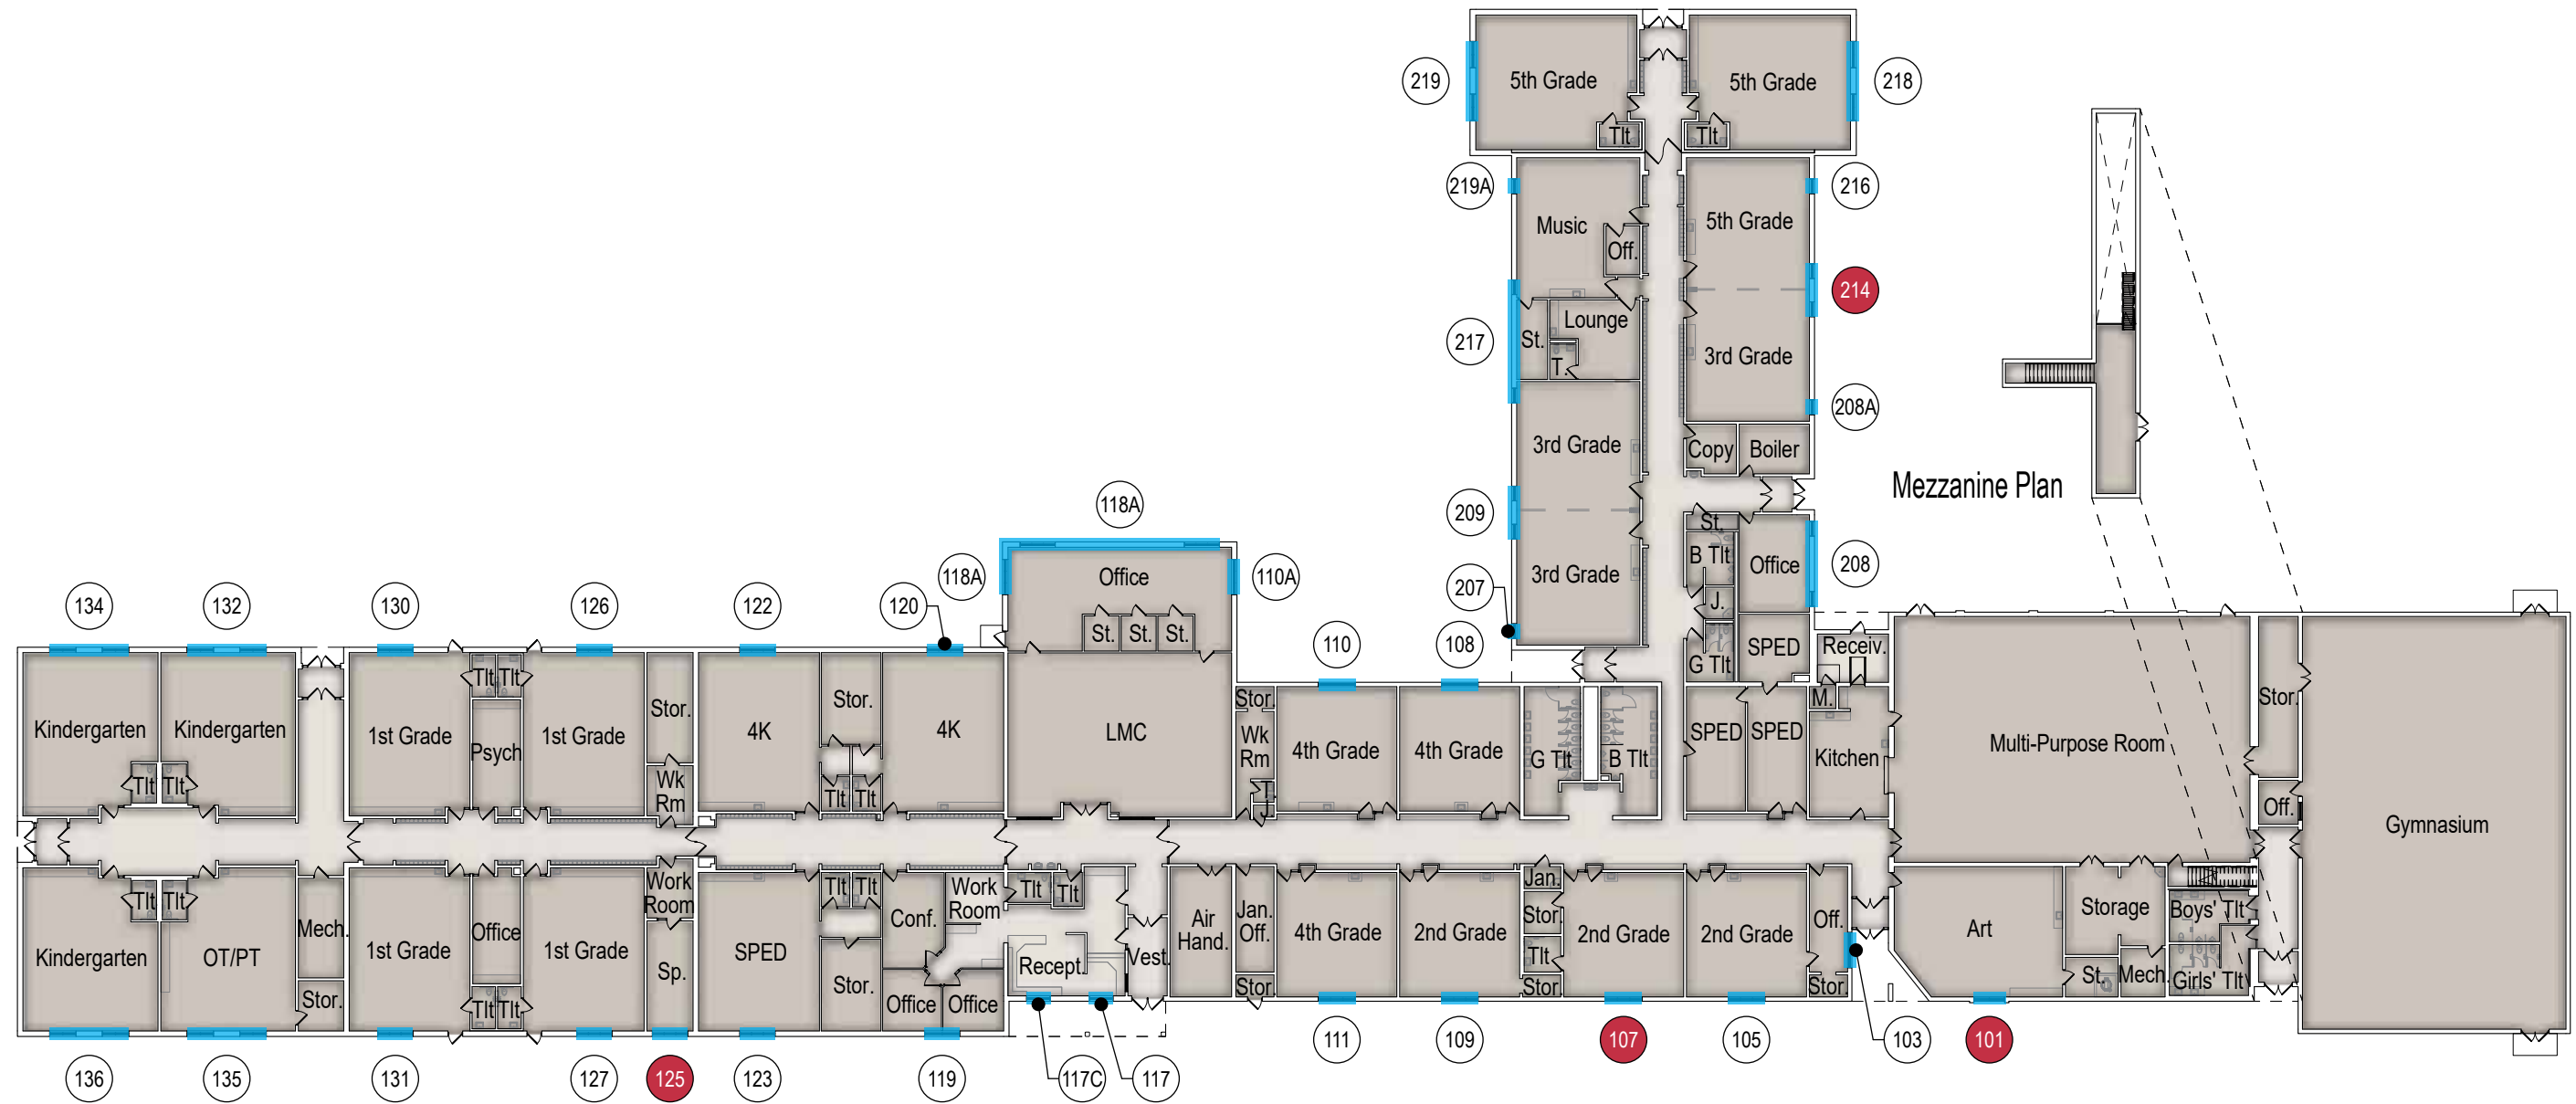 5th Grade
5th Grade
219
218
Tlt
Tlt
219A
216
Music
5th Grade
Off.
214
Lounge
217
St.
T.
3rd Grade
208A
3rd Grade
Copy
Boiler
Mezzanine Plan
118A
209
St.
B Tlt
Office
208
118A
Office
110A
207
3rd Grade
J.
134
132
130
126
122
120
St.
St.
St.
110
108
G Tlt
SPED
Receiv.
Tlt
Tlt
Stor.
M.
Stor.
Stor.
Stor.
Kindergarten
Kindergarten
1st Grade
Psych
1st Grade
4K
4K
LMC
Wk
Rm
4th Grade
4th Grade
G Tlt
B Tlt
SPED
SPED
Kitchen
Multi-Purpose Room
Tlt
Tlt
Wk
Rm
Tlt
Tlt
T.
J.
Off.
Gymnasium
Tlt
Tlt
Work
Room
Tlt
Tlt
Work
Room
Tlt
Tlt
Jan.
Conf.
Air
Hand.
Jan.
Off.
Stor.
Off.
Storage
Boys' Tlt
Mech.
Office
4th Grade
2nd Grade
2nd Grade
2nd Grade
Art
Kindergarten
OT/PT
1st Grade
1st Grade
Sp.
SPED
Stor.
Recept.
Vest.
Tlt
St.
Mech.
Girls' Tlt
Stor.
Tlt
Tlt
Office
Office
Stor.
Stor.
Stor.
136
135
131
127
125
123
119
117C
117
111
109
107
105
103
101